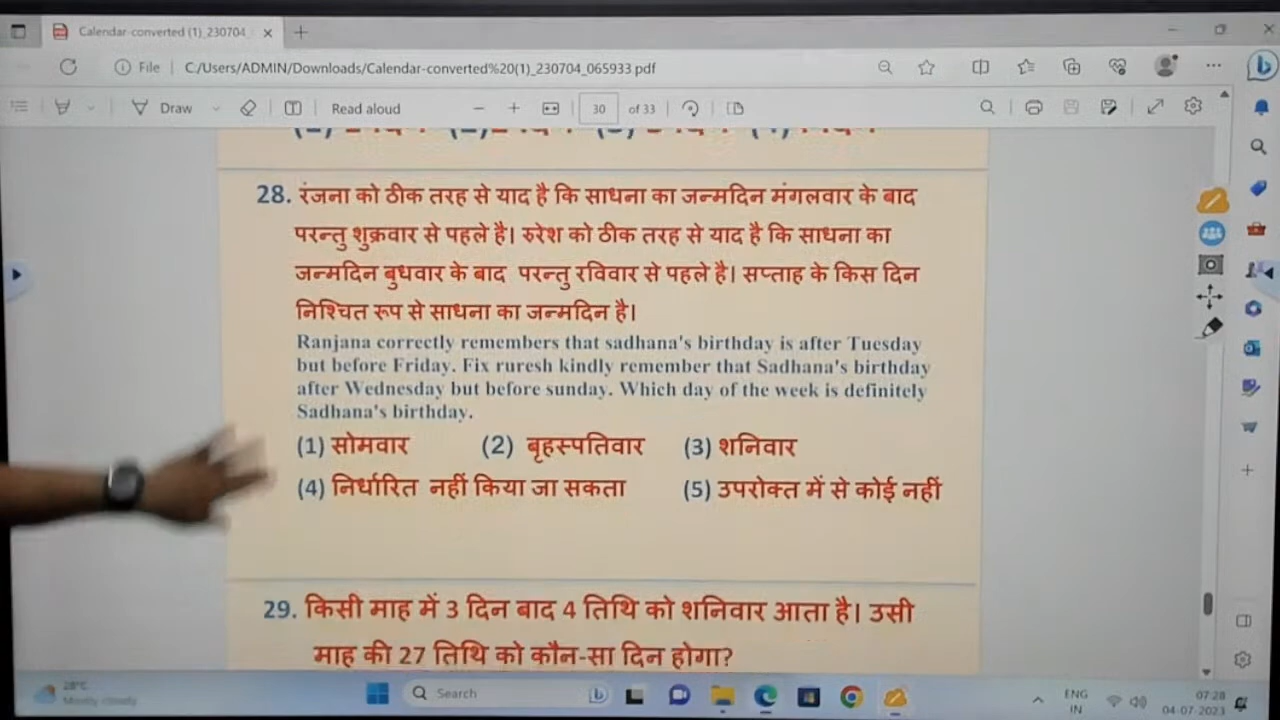 Calendar-converted (1)_230704_
File
C:/Users/ADMIN/Downloads/Calendar-converted%20(1)_230704_065933.pdf
Draw
Read aloud
30 of 33
28. रंजना को ठीक तरह से याद है कि साधना का जन्मदिन मंगलवार के बाद
परन्तु शुक्रवार से पहले है। रुरेश को ठीक तरह से याद है कि साधना का
जन्मदिन बुधवार के बाद परन्तु रविवार से पहले है। सप्ताह के किस दिन
निश्चित रूप से साधना का जन्मदिन है।
Ranjana correctly remembers that sadhana's birthday is after Tuesday
but before Friday. Fix ruresh kindly remember that Sadhana's birthday
after Wednesday but before sunday. Which day of the week is definitely
Sadhana's birthday.
(1) सोमवार (2) बृहस्पतिवार (3) शनिवार
(4) निर्धारित नहीं किया जा सकता (5) उपरोक्त में से कोई नहीं
29. किसी माह में 3 दिन बाद 4 तिथि को शनिवार आता है। उसी
माह की 27 तिथि को कौन-सा दिन होगा?
28°C
Mostly cloudy
Search
ENG
IN
07:28
04-07-2023